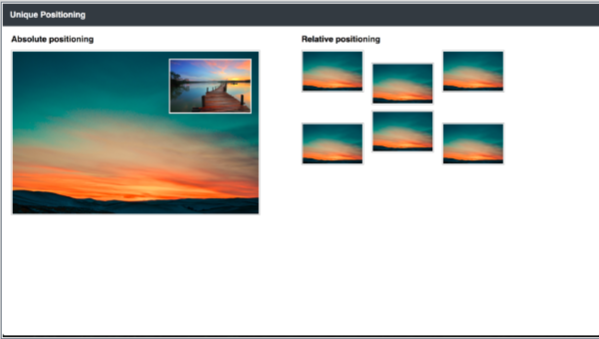 Unique Positioning
Absolute positioning
Relative positioning